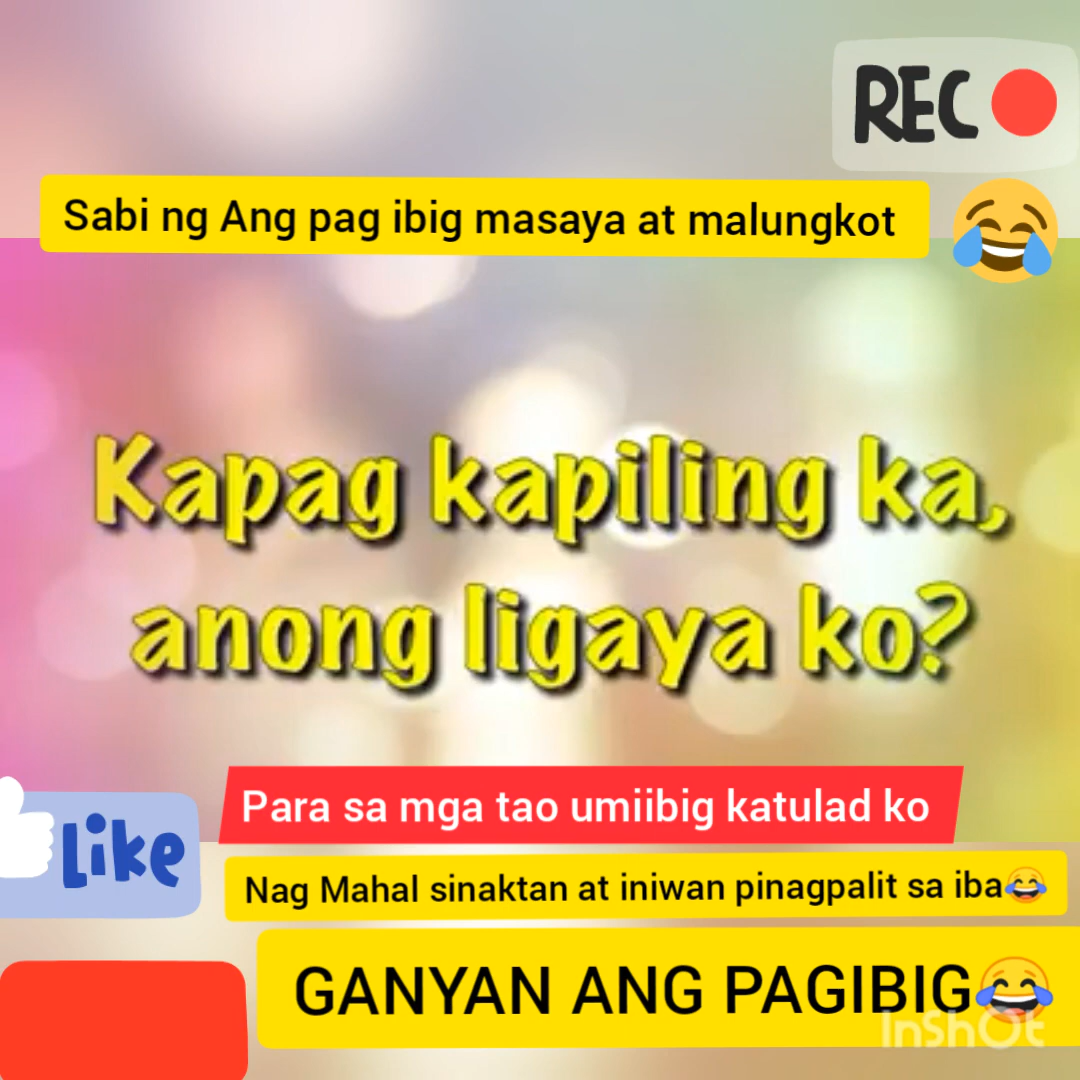 REC
Sabi ng Ang pag ibig masaya at malungkot
Kapag kapiling ka,
anong ligaya ko?
Para sa mga tao umiibig katulad ko
Like
Nag Mahal sinaktan at iniwan pinagpalit sa iba😂
GANYAN ANG PAGIBIG😂
InShOt